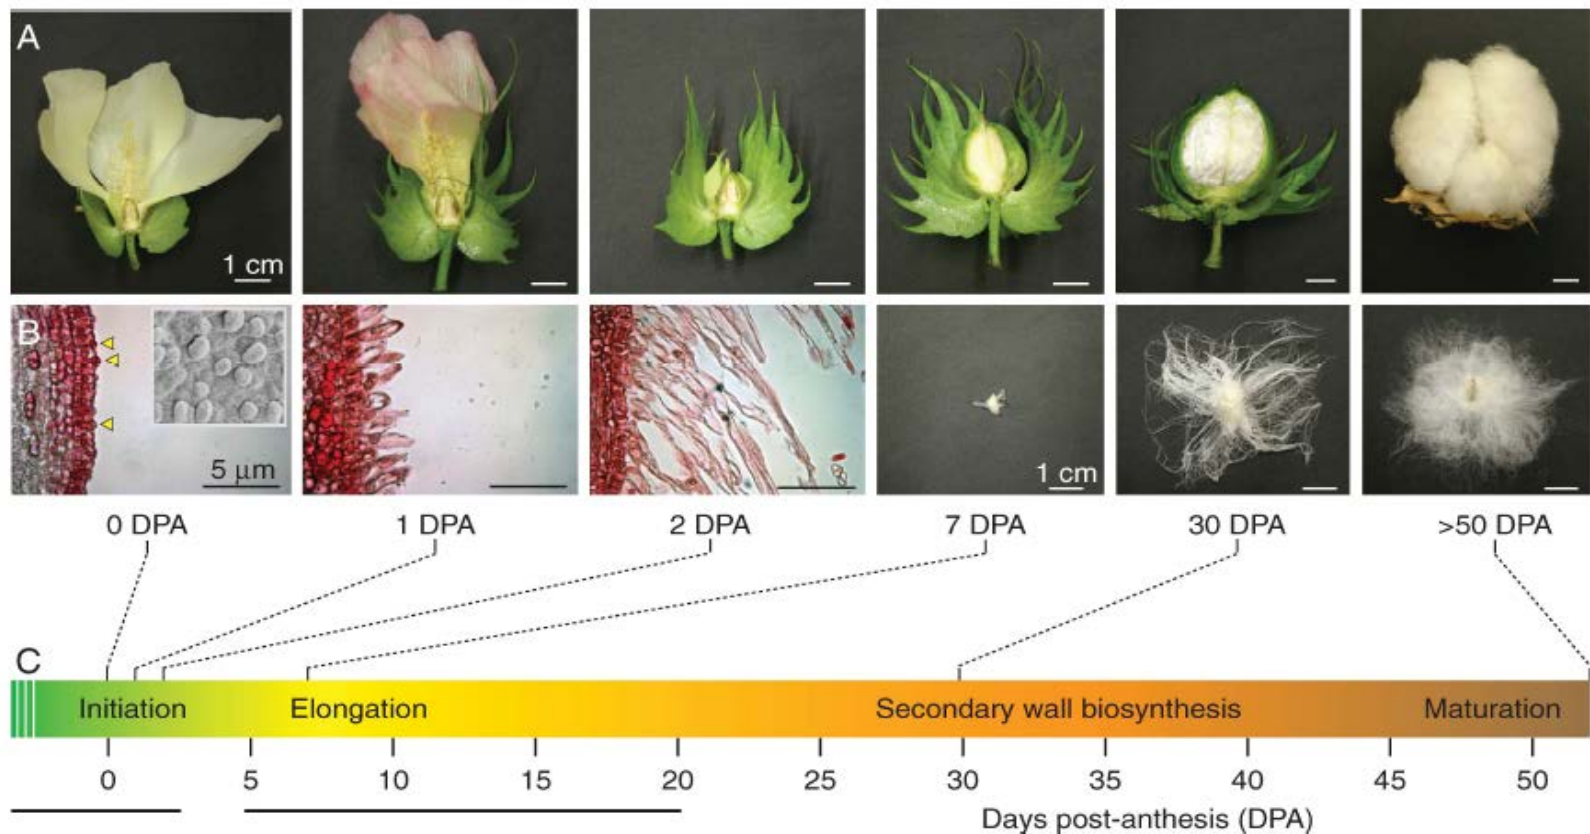 A
1 cm
B
5 µm
1 cm
0 DPA
1 DPA
2 DPA
7 DPA
30 DPA
>50 DPA
C
Initiation
Elongation
Secondary wall biosynthesis
Maturation
0 5 10 15 20 25 30 35 40 45 50
Days post-anthesis (DPA)